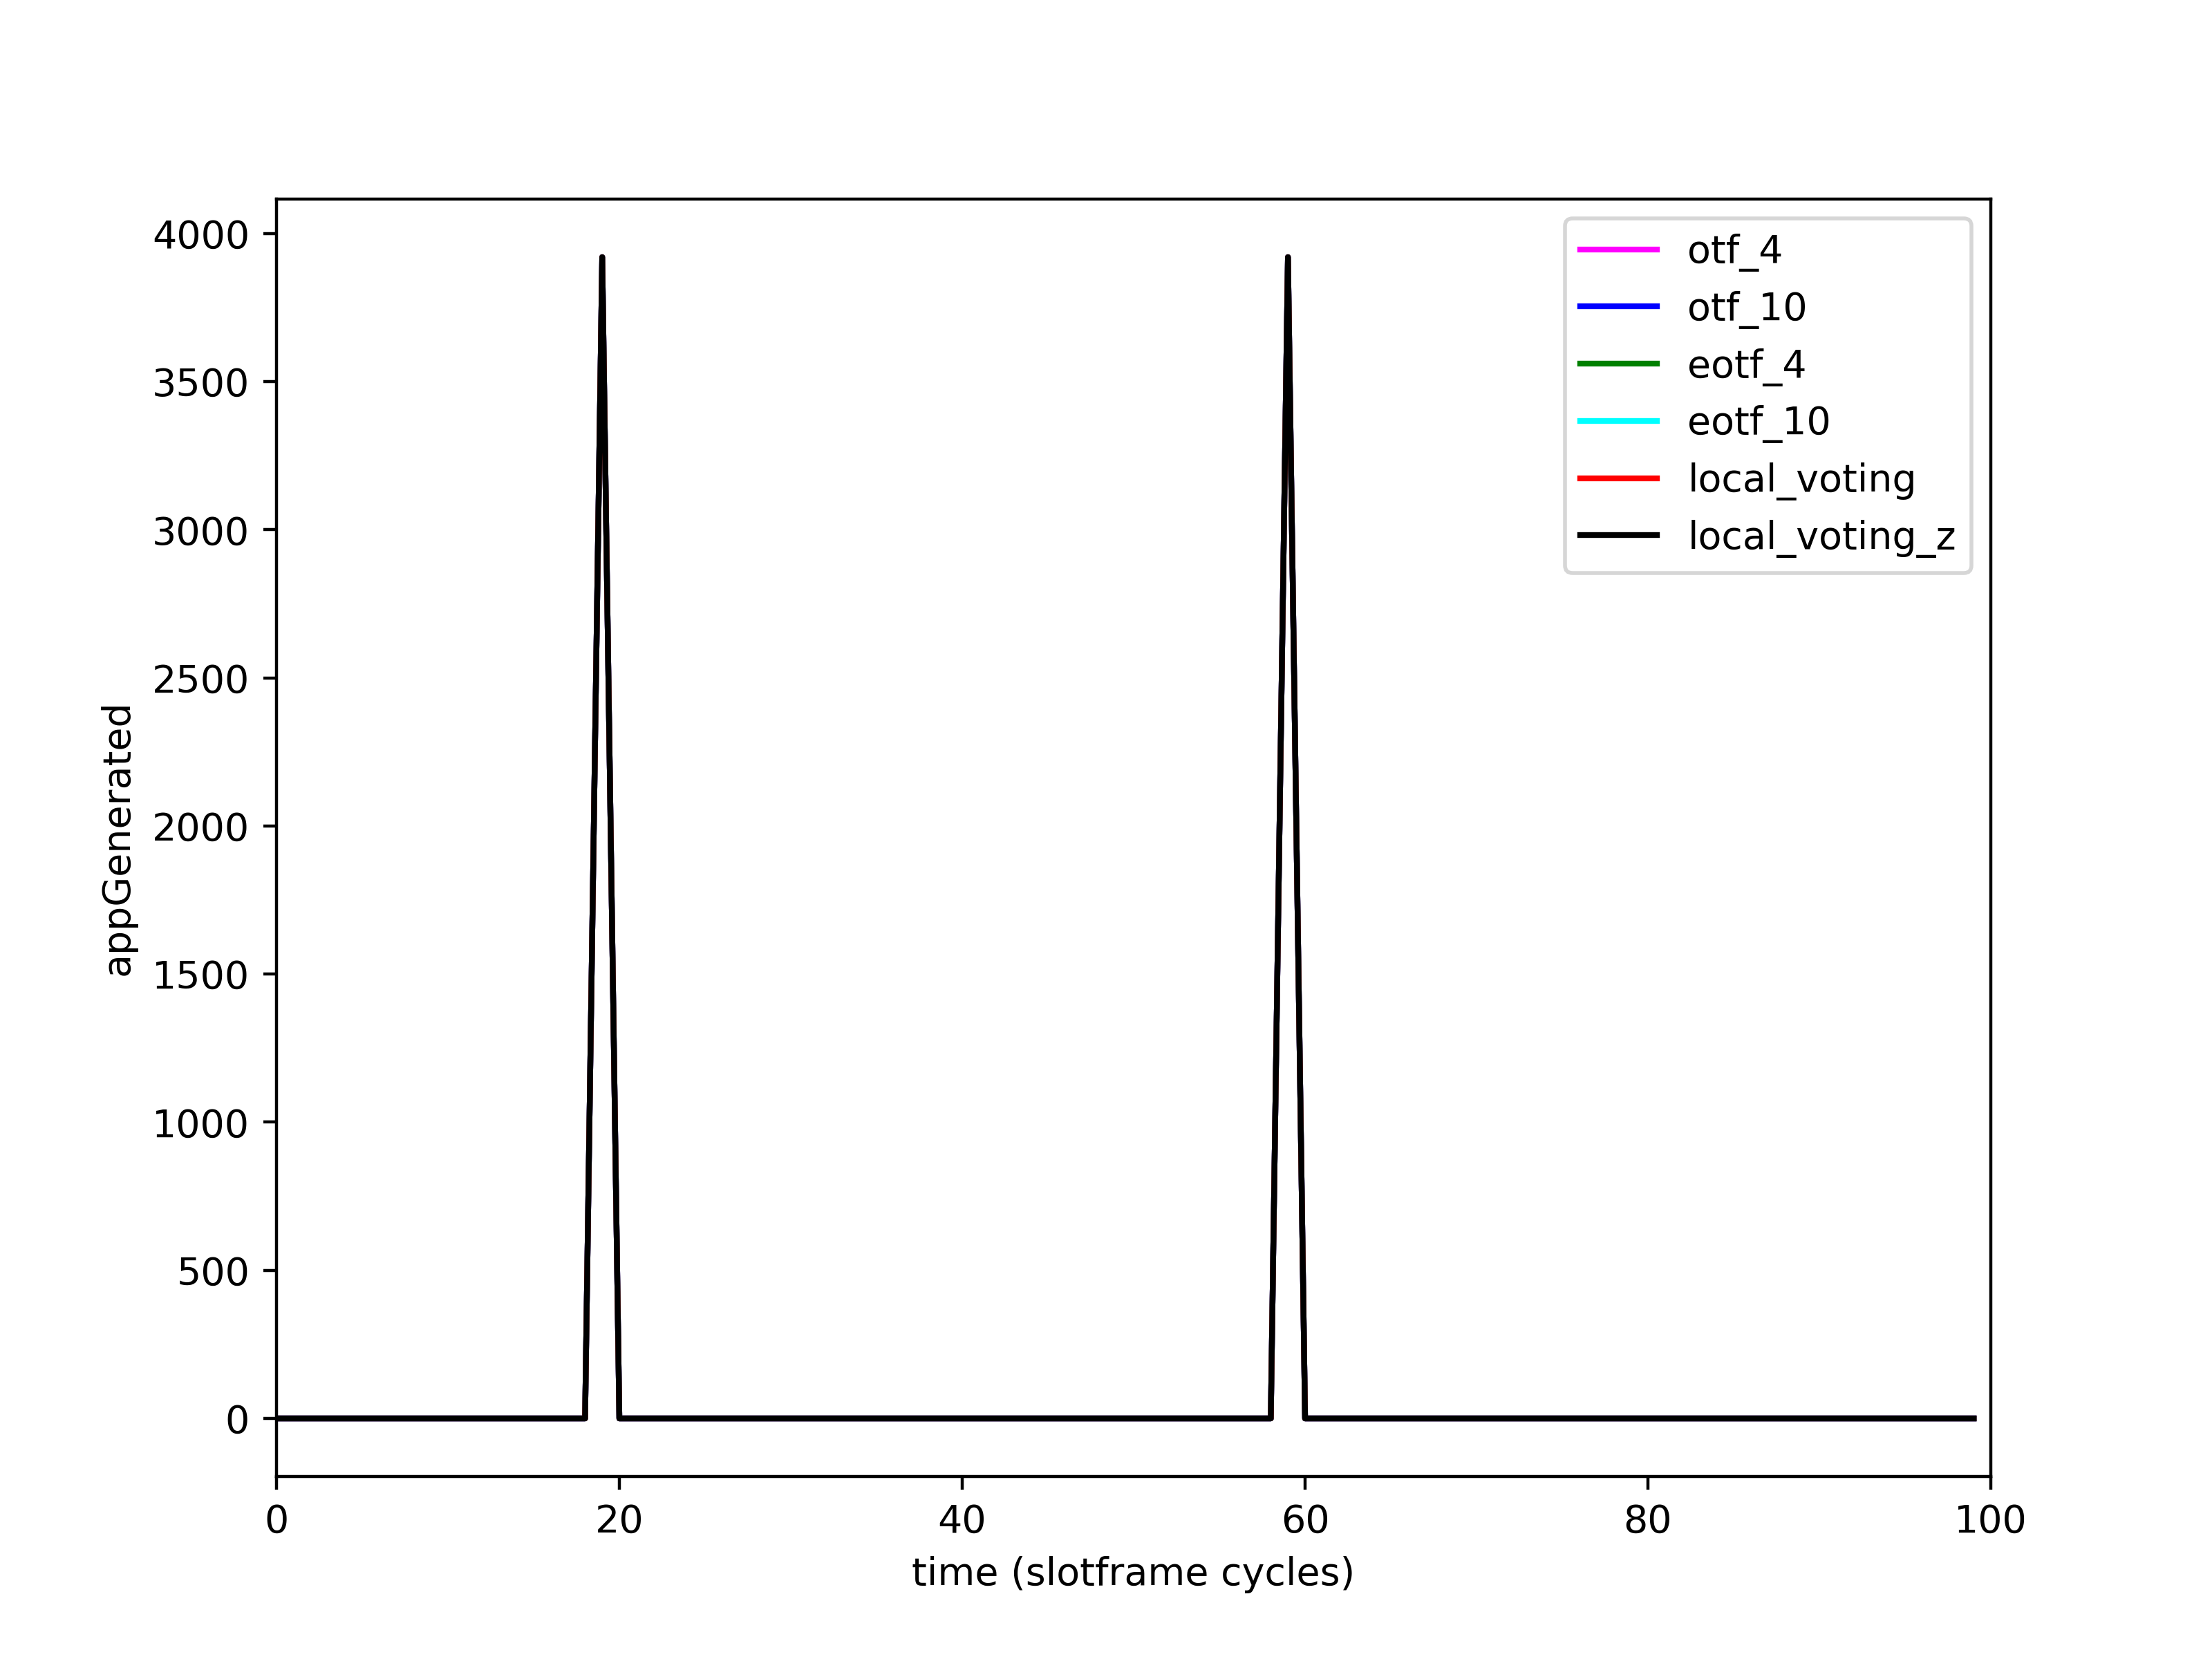 4000
3500
3000
2500
2000
1500
1000
500
0
appGenerated
0 20 40 60 80 100
time (slotframe cycles)
otf_4
otf_10
eotf_4
eotf_10
local_voting
local_voting_z